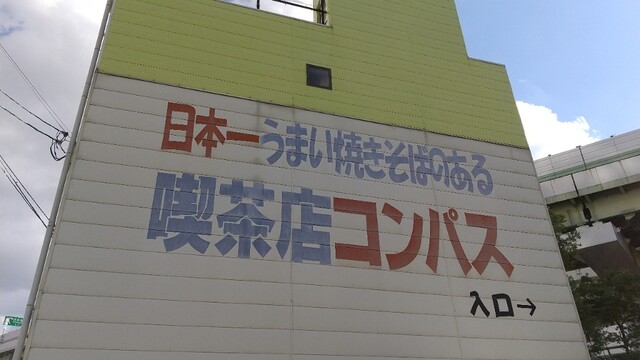 日本一うまい焼きそばのある
喫茶店コンパス
入口→